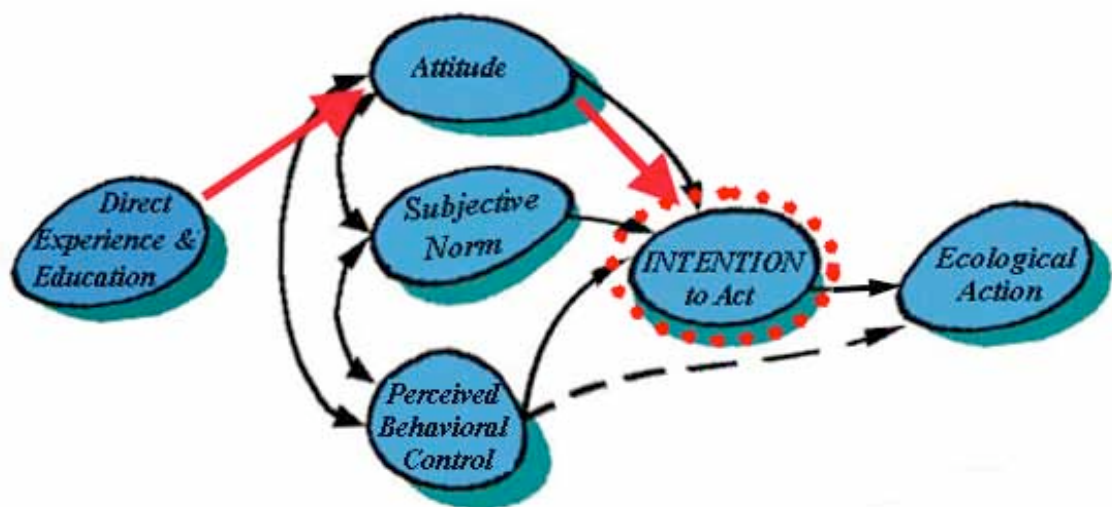 Attitude
Direct
Experience &
Education
Subjective
Norm
INTENTION
to Act
Ecological
Action
Perceived
Behavioral
Control